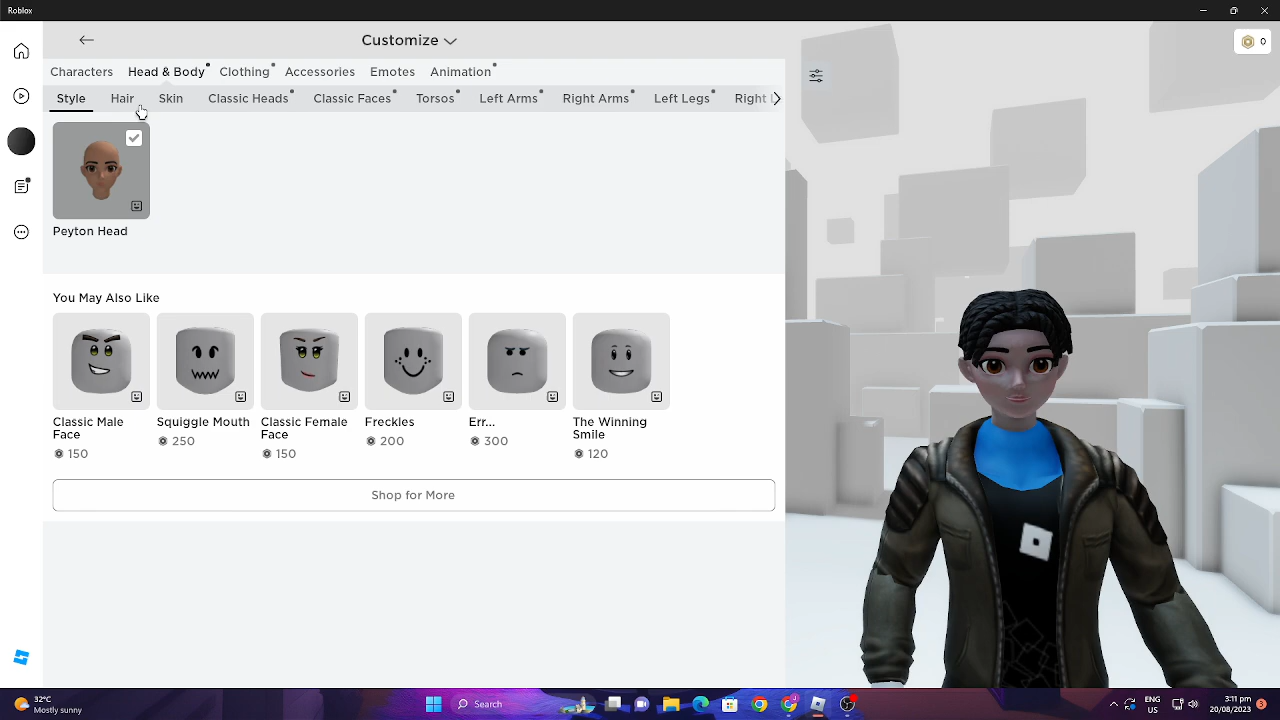 Roblox
Customize
0
Characters Head & Body Clothing Accessories Emotes Animation
Style Hair Skin Classic Heads Classic Faces Torsos Left Arms Right Arms Left Legs Right L
Peyton Head
You May Also Like
Classic Male Face
150
Squiggle Mouth
250
Classic Female Face
150
Freckles
200
Err...
300
The Winning Smile
120
Shop for More
32°C
Mostly sunny
Search
ENG
US
3:11 pm
20/08/2023
3